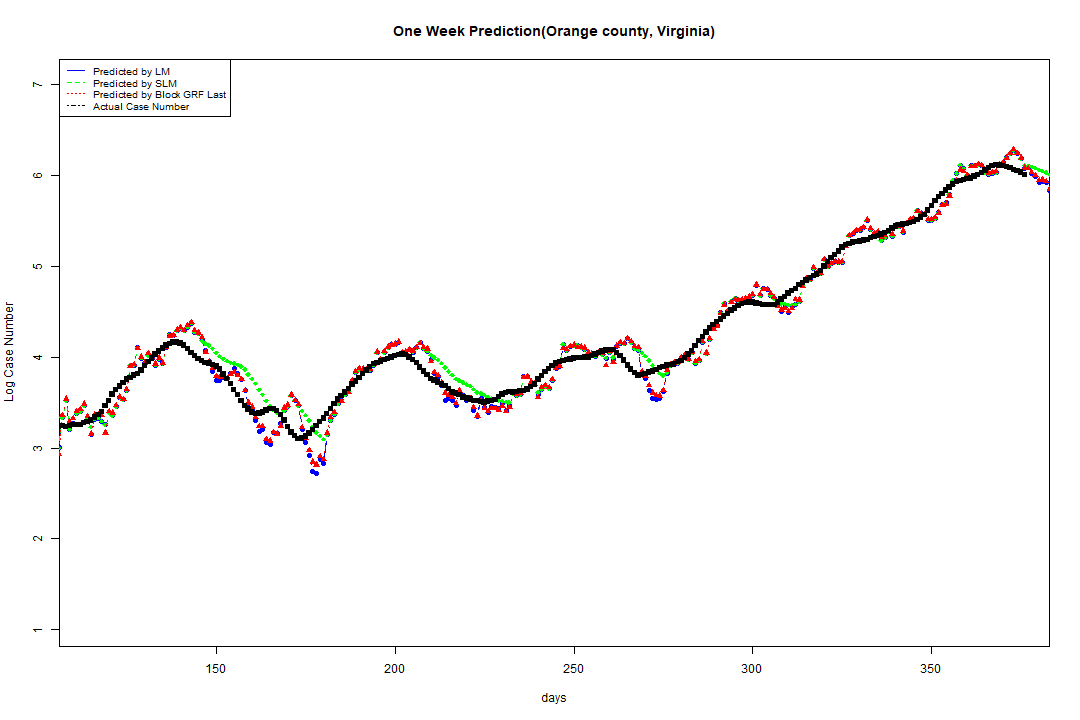 One Week Prediction(Orange county, Virginia)
Predicted by LM
Predicted by SLM
Predicted by Block GRF Last
Actual Case Number
7
6
5
4
3
2
1
Log Case Number
150 200 250 300 350
days